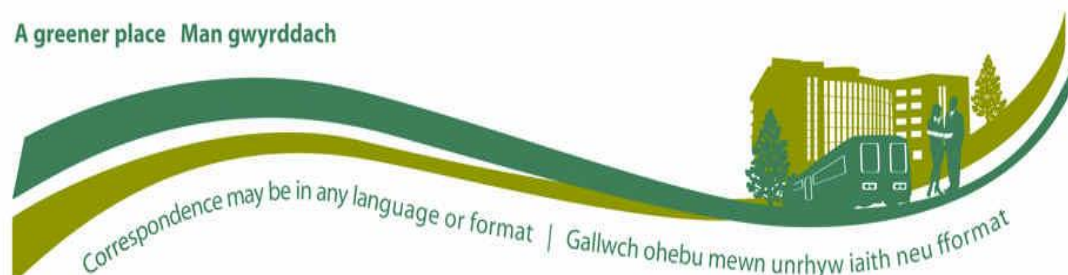 A greener place Man gwyrddach
Correspondence may be in any language or format | Gallwch ohebu mewn unrhyw iaith neu fformat